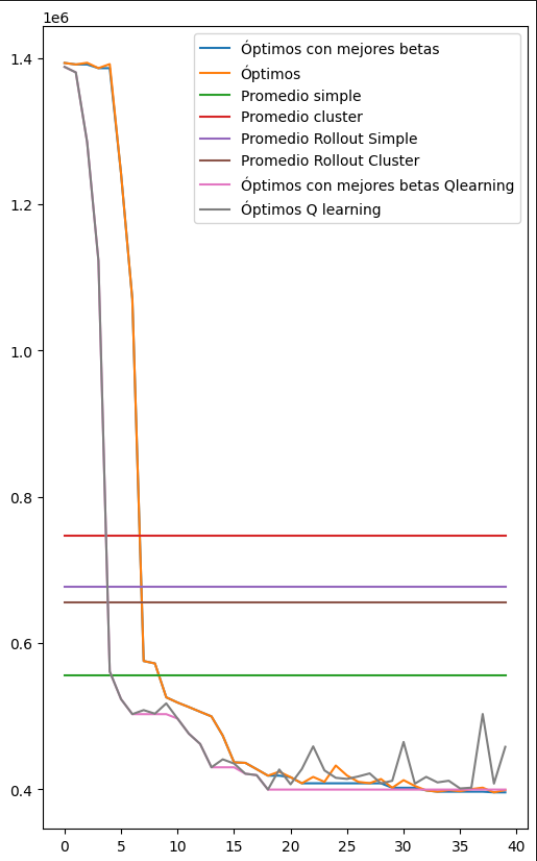 1e6
1.4
1.2
1.0
0.8
0.6
0.4
Óptimos con mejores betas
Óptimos
Promedio simple
Promedio cluster
Promedio Rollout Simple
Promedio Rollout Cluster
Óptimos con mejores betas Qlearning
Óptimos Q learning
0 5 10 15 20 25 30 35 40